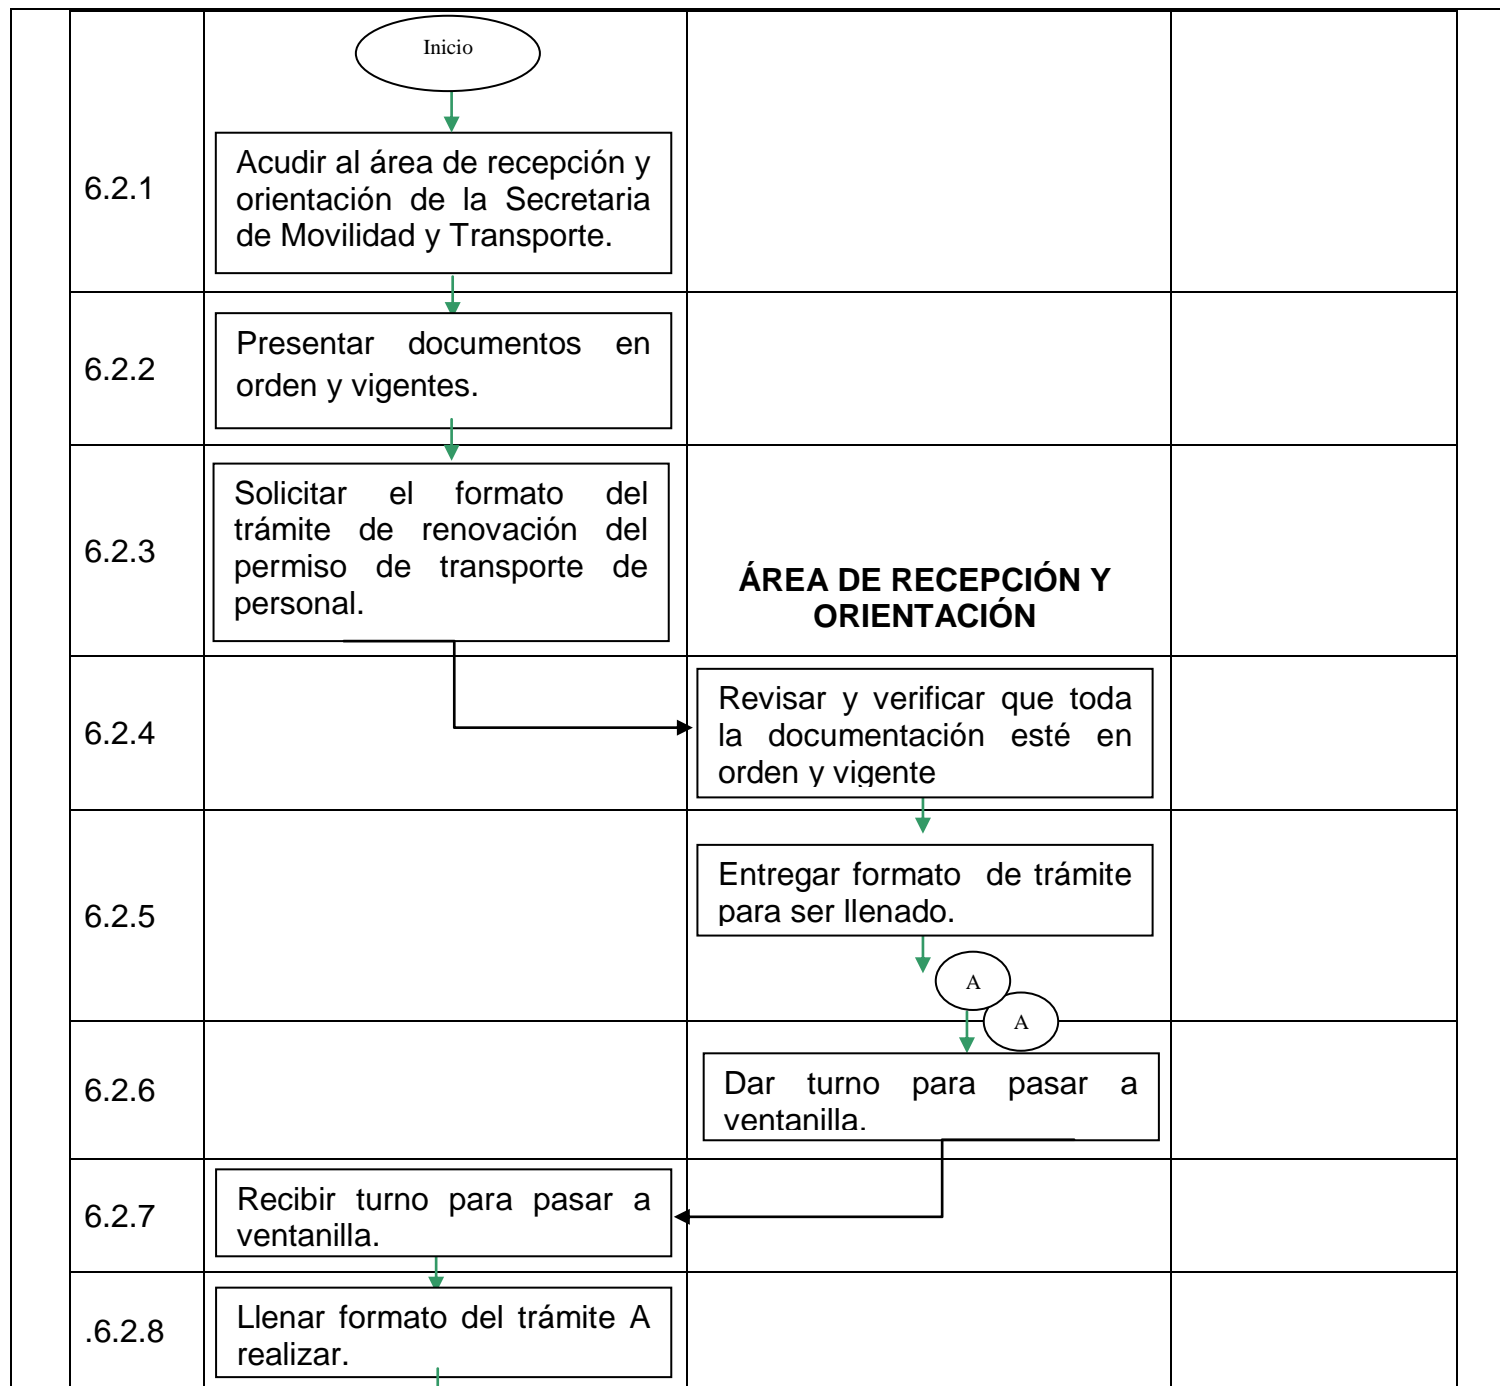 Inicio
6.2.1
Acudir al área de recepción y
orientación de la Secretaria
de Movilidad y Transporte.
6.2.2
Presentar documentos en
orden y vigentes.
6.2.3
Solicitar el formato del
trámite de renovación del
permiso de transporte de
personal.
ÁREA DE RECEPCIÓN Y
ORIENTACIÓN
6.2.4
Revisar y verificar que toda
la documentación esté en
orden y vigente
6.2.5
Entregar formato de trámite
para ser llenado.
A
A
6.2.6
Dar turno para pasar a
ventanilla.
6.2.7
Recibir turno para pasar a
ventanilla.
.6.2.8
Llenar formato del trámite A
realizar.